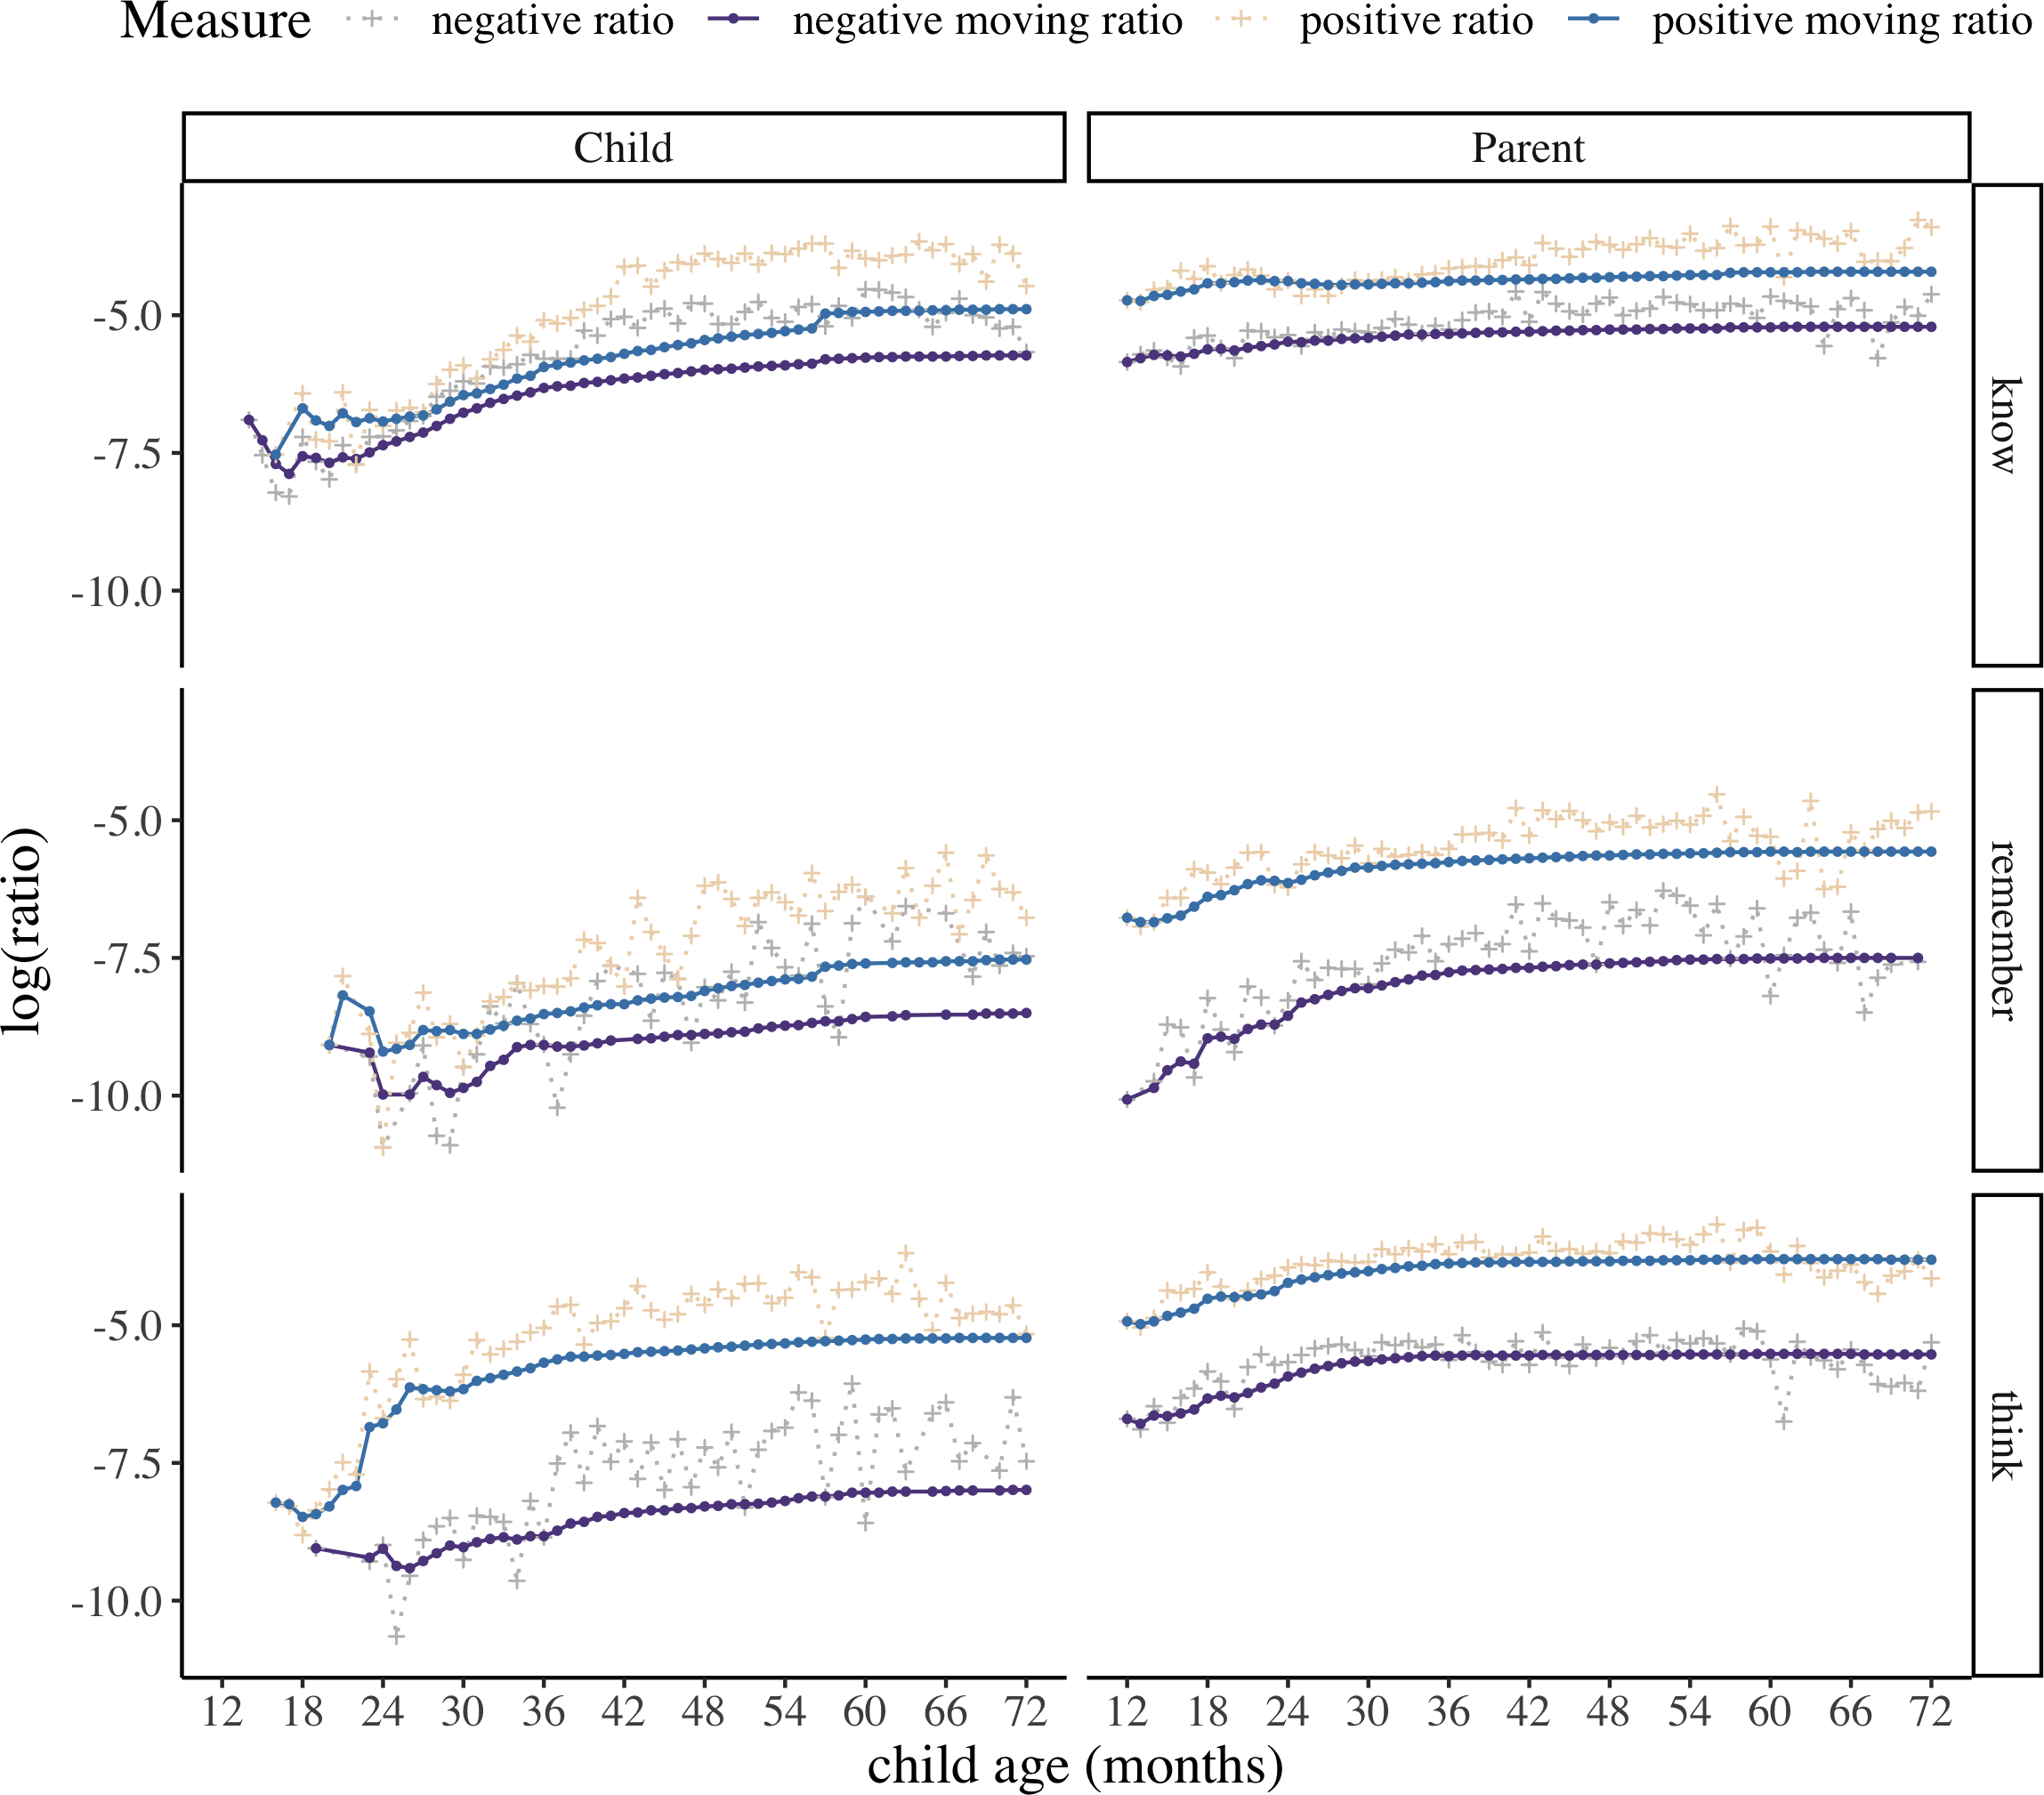 Measure negative ratio negative moving ratio positive ratio positive moving ratio
Child Parent
-5.0
-7.5
-10.0
know
-5.0
-7.5
-10.0
remember
-5.0
-7.5
-10.0
think
log(ratio)
12 18 24 30 36 42 48 54 60 66 72 12 18 24 30 36 42 48 54 60 66 72
child age (months)